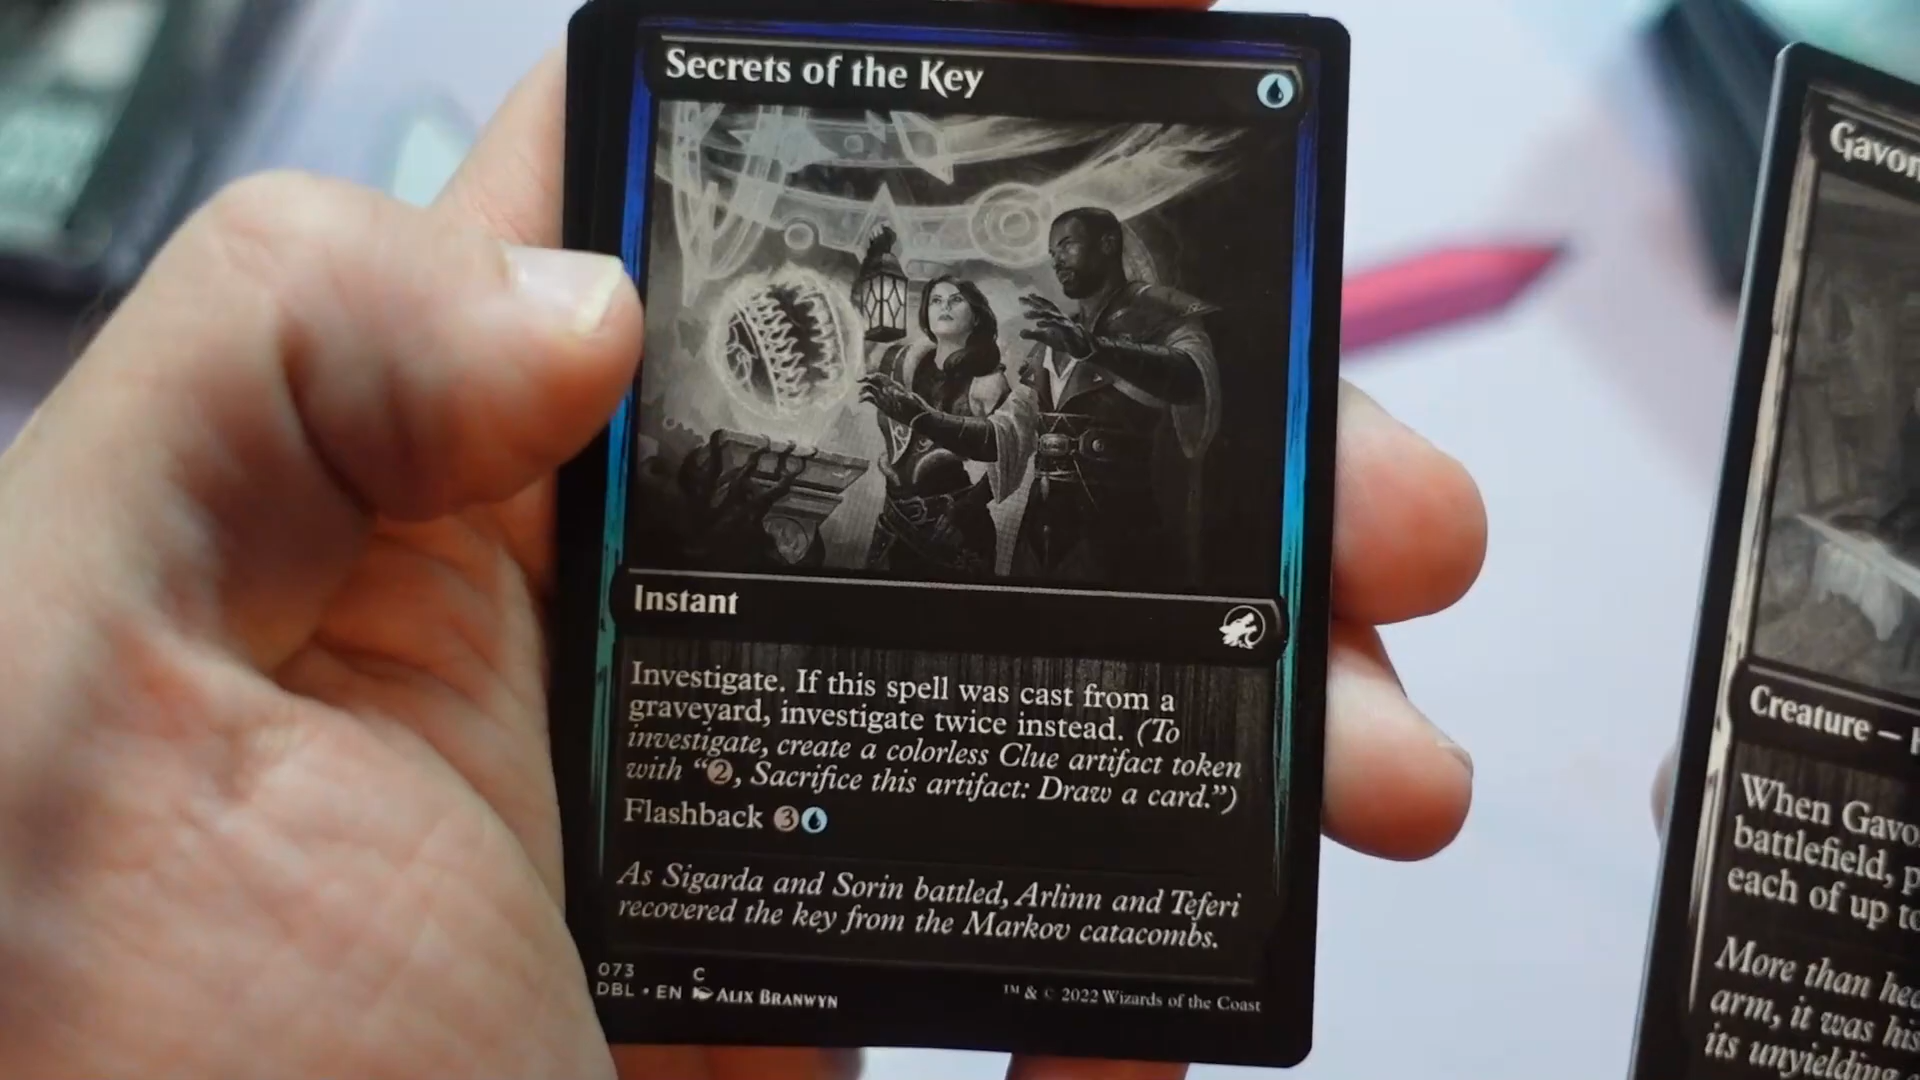 Secrets of the Key
Instant
Investigate. If this spell was cast from a
graveyard, investigate twice instead. (To
investigate, create a colorless Clue artifact token
with “2, Sacrifice this artifact: Draw a card.”)
Flashback 3
As Sigarda and Sorin battled, Arlinn and Teferi
recovered the key from the Markov catacombs.
073 C
DBL • EN ALIX BRANWYN
™ & © 2022 Wizards of the Coast
Gavon
Creature — H
When Gavo
battlefield, p
each of up to
More than hea
arm, it was his
its unyielding